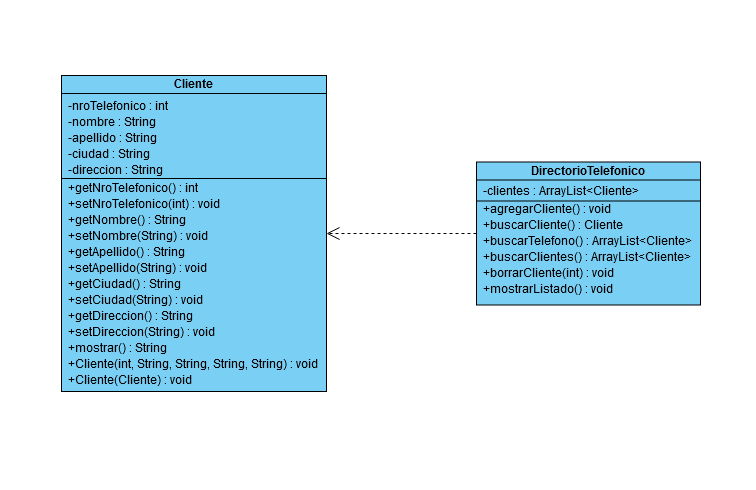 Cliente
-nroTelefonico : int
-nombre : String
-apellido : String
-ciudad : String
-direccion : String
+getNroTelefonico() : int
+setNroTelefonico(int) : void
+getNombre() : String
+setNombre(String) : void
+getApellido() : String
+setApellido(String) : void
+getCiudad() : String
+setCiudad(String) : void
+getDireccion() : String
+setDireccion(String) : void
+mostrar() : String
+Cliente(int, String, String, String, String) : void
+Cliente(Cliente) : void
DirectorioTelefonico
-clientes : ArrayList<Cliente>
+agregarCliente() : void
+buscarCliente() : Cliente
+buscarTelefono() : ArrayList<Cliente>
+buscarClientes() : ArrayList<Cliente>
+borrarCliente(int) : void
+mostrarListado() : void